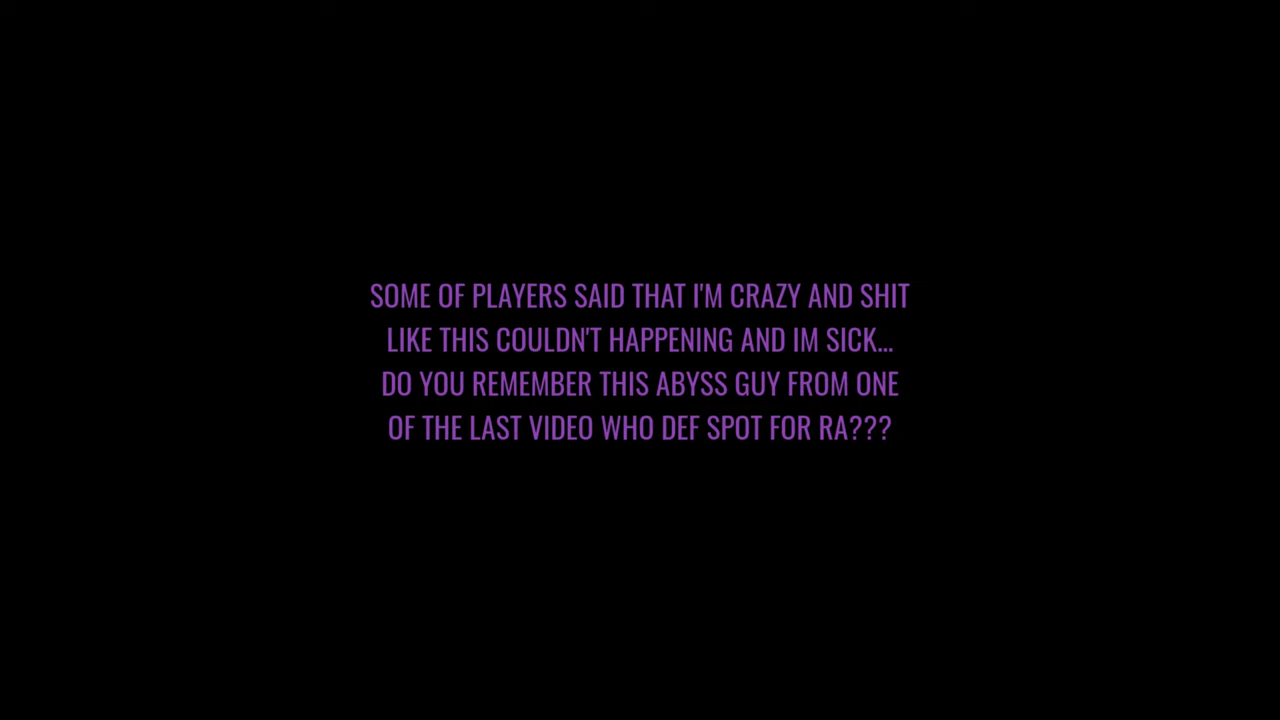 SOME OF PLAYERS SAID THAT I'M CRAZY AND SHIT
LIKE THIS COULDN'T HAPPENING AND IM SICK...
DO YOU REMEMBER THIS ABYSS GUY FROM ONE
OF THE LAST VIDEO WHO DEF SPOT FOR RA???